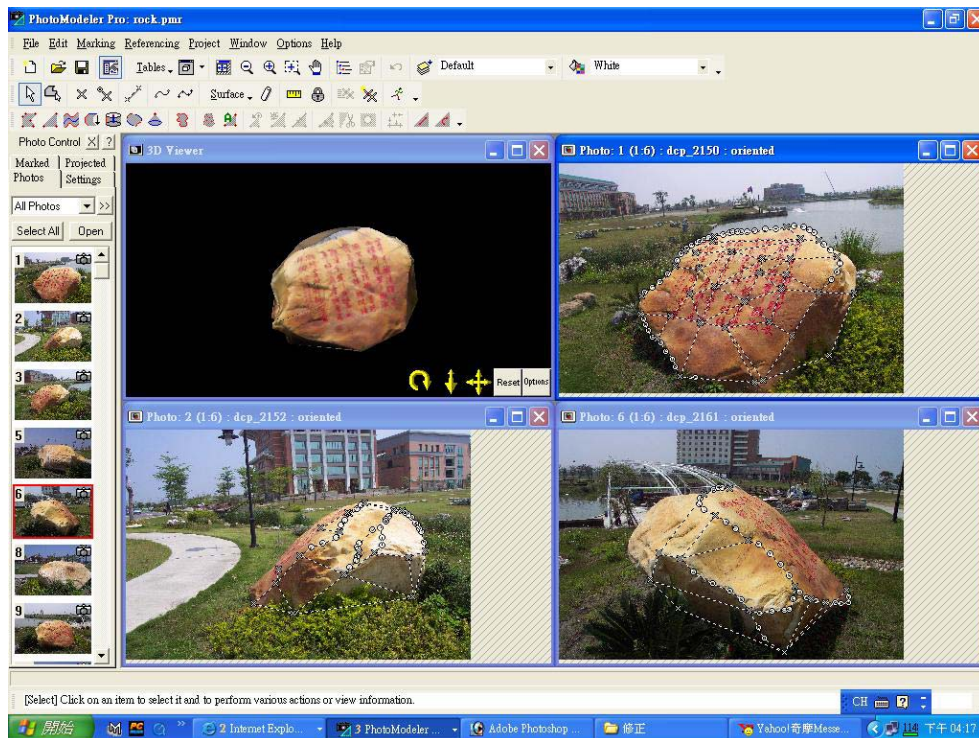 PhotoModeler Pro: rock.pmr
File Edit Marking Referencing Project Window Options Help
Tables
Default
White
Surface
Photo Control
Marked Projected
Photos Settings
All Photos
>>
Select All Open
1
2
3
5
6
8
9
3D Viewer
Reset Options
Photo: 1 (1:6) : dcp_2150 : oriented
Photo: 2 (1:6) : dcp_2152 : oriented
Photo: 6 (1:6) : dcp_2161 : oriented
[Select] Click on an item to select it and to perform various actions or view information.
CH
開始
2 Internet Explo...
3 PhotoModeler ...
Adobe Photoshop ...
修正
Yahoo!奇摩Messe...
114
下午 04:17